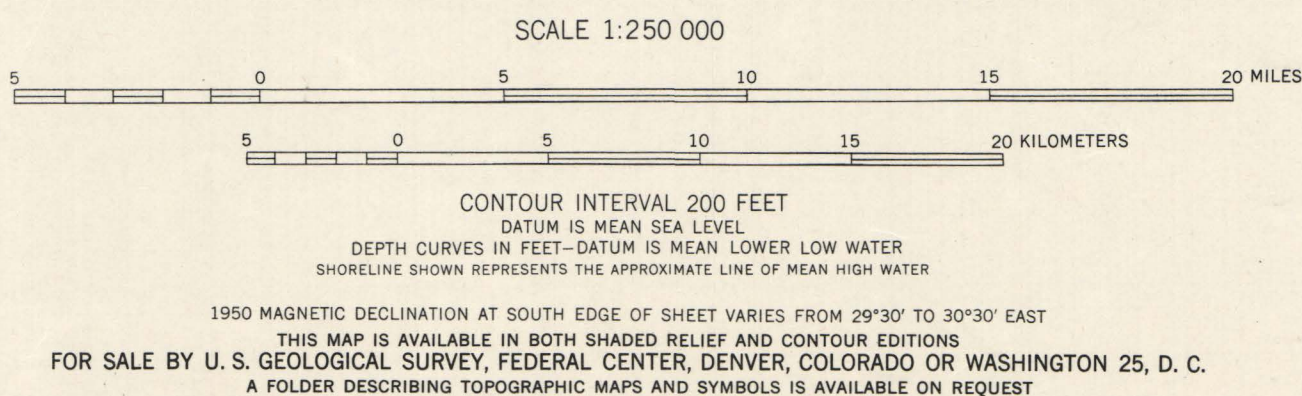 SCALE 1:250 000
5 0 5 10 15 20 MILES
5 0 5 10 15 20 KILOMETERS
CONTOUR INTERVAL 200 FEET
DATUM IS MEAN SEA LEVEL
DEPTH CURVES IN FEET—DATUM IS MEAN LOWER LOW WATER
SHORELINE SHOWN REPRESENTS THE APPROXIMATE LINE OF MEAN HIGH WATER
1950 MAGNETIC DECLINATION AT SOUTH EDGE OF SHEET VARIES FROM 29°30′ TO 30°30′ EAST
THIS MAP IS AVAILABLE IN BOTH SHADED RELIEF AND CONTOUR EDITIONS
FOR SALE BY U. S. GEOLOGICAL SURVEY, FEDERAL CENTER, DENVER, COLORADO OR WASHINGTON 25, D. C.
A FOLDER DESCRIBING TOPOGRAPHIC MAPS AND SYMBOLS IS AVAILABLE ON REQUEST